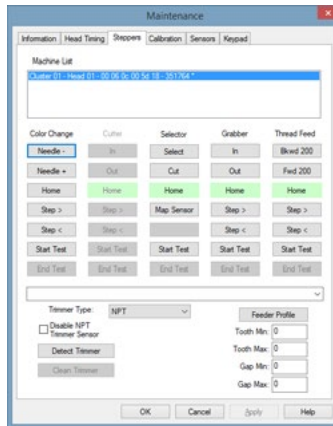 Maintenance
Information Head Timing Steppers Calibration Sensors Keypad
Machine List
Cluster 01 - Head 01 - 00 06 0c 00 5d 18 - 351764 *
Color Change Cutter Selector Grabber Thread Feed
Needle - In Select In Bkwd 200
Needle + Out Cut Out Fwd 200
Home Home Home Home Home
Step > Step > Map Sensor Step > Step >
Step < Step < Step < Step <
Start Test Start Test Start Test Start Test Start Test
End Test End Test End Test End Test End Test
Trimmer Type: NPT Feeder Profile
Disable NPT
Trimmer Sensor
Tooth Min: 0
Detect Trimmer Tooth Max: 0
Clean Trimmer Gap Min: 0
Gap Max: 0
OK Cancel Apply Help